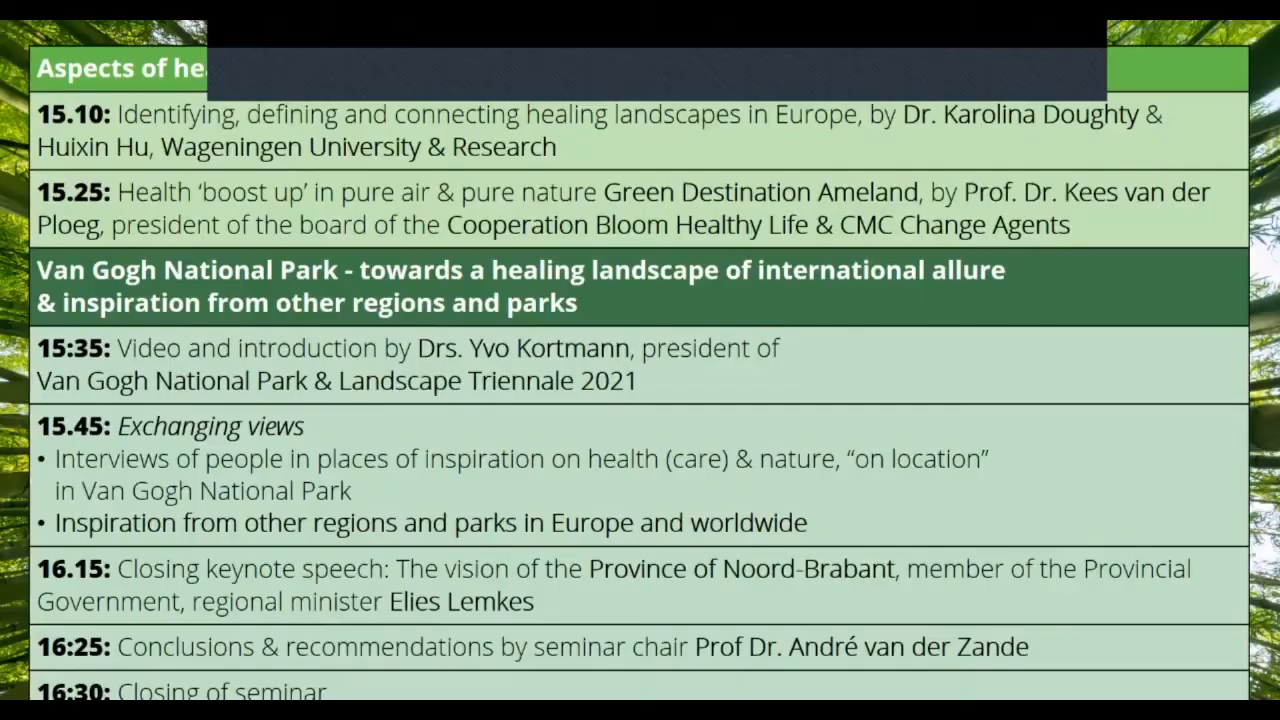 Aspects of
15.10: Identifying, defining and connecting healing landscapes in Europe, by Dr. Karolina Doughty &
Huixin Hu, Wageningen University & Research
15.25: Health ‘boost up’ in pure air & pure nature Green Destination Ameland, by Prof. Dr. Kees van der
Ploeg, president of the board of the Cooperation Bloom Healthy Life & CMC Change Agents
Van Gogh National Park - towards a healing landscape of international allure
& inspiration from other regions and parks
15:35: Video and introduction by Drs. Yvo Kortmann, president of
Van Gogh National Park & Landscape Triennale 2021
15.45: Exchanging views
• Interviews of people in places of inspiration on health (care) & nature, “on location”
in Van Gogh National Park
• Inspiration from other regions and parks in Europe and worldwide
16.15: Closing keynote speech: The vision of the Province of Noord-Brabant, member of the Provincial
Government, regional minister Elies Lemkes
16:25: Conclusions & recommendations by seminar chair Prof Dr. André van der Zande
16:30: Closing of seminar